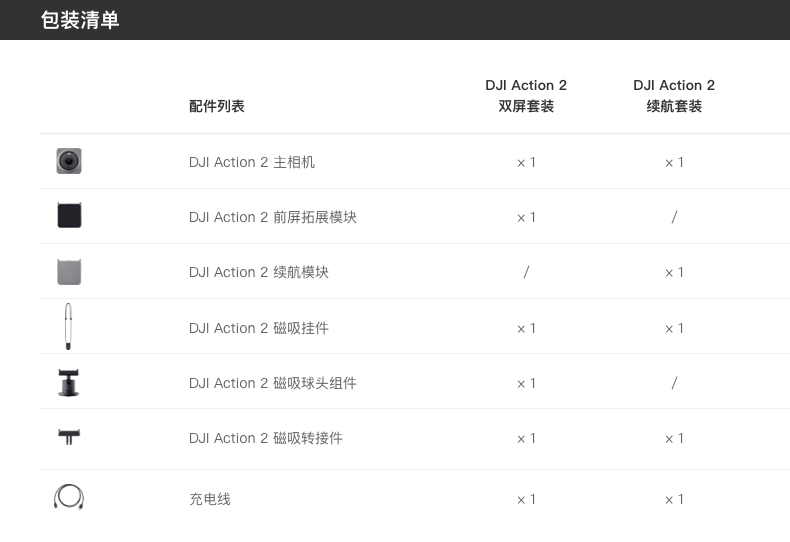 包装清单
配件列表 DJI Action 2 双屏套装 DJI Action 2 续航套装
DJI Action 2 主相机 × 1 × 1
DJI Action 2 前屏拓展模块 × 1 /
DJI Action 2 续航模块 / × 1
DJI Action 2 磁吸挂件 × 1 × 1
DJI Action 2 磁吸球头组件 × 1 /
DJI Action 2 磁吸转接件 × 1 × 1
充电线 × 1 × 1